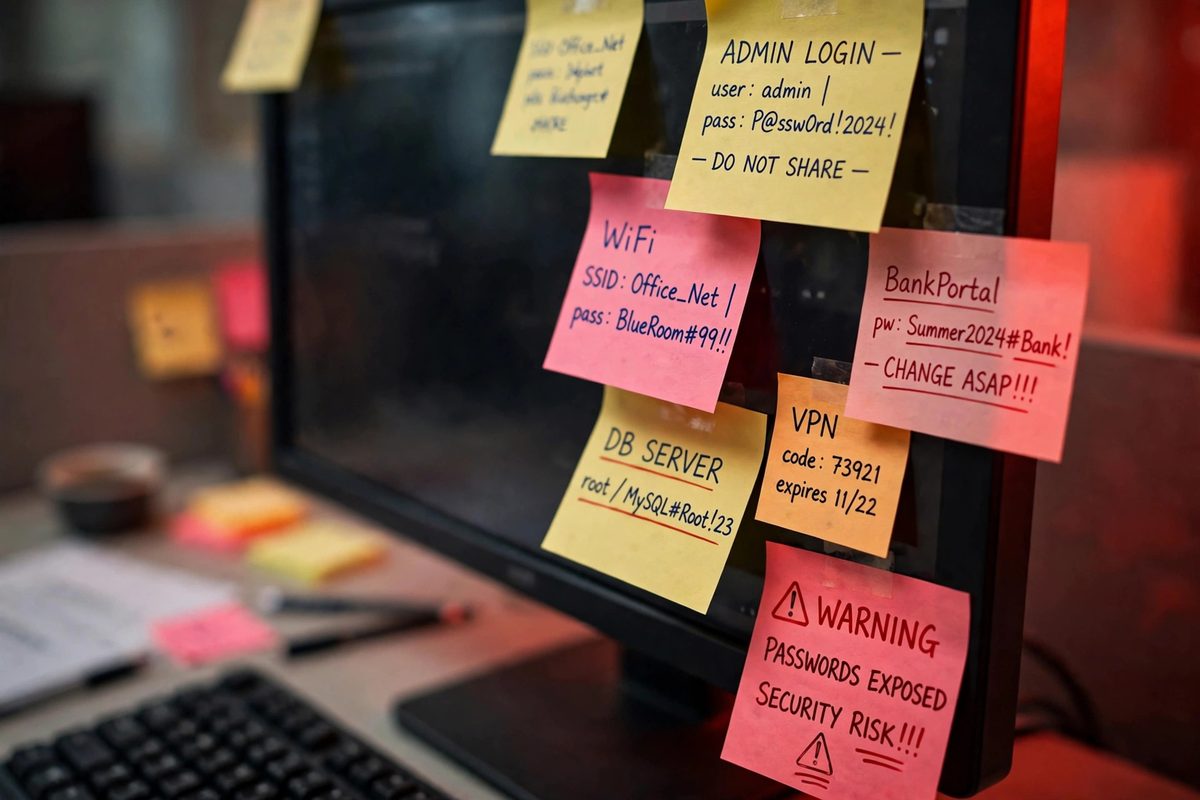 SSID Office_Net
ADMIN LOGIN —
user: admin |
pass: P@ssw0rd!2024!
— DO NOT SHARE —
WiFi
SSID: Office_Net |
pass: BlueRoom#99!!
BankPortal
pw: Summer2024#Bank!
— CHANGE ASAP!!!
DB SERVER
root / MySQL#Root!23
VPN
code: 73921
expires 11/22
⚠ WARNING
PASSWORDS EXPOSED
SECURITY RISK!!!
⚠